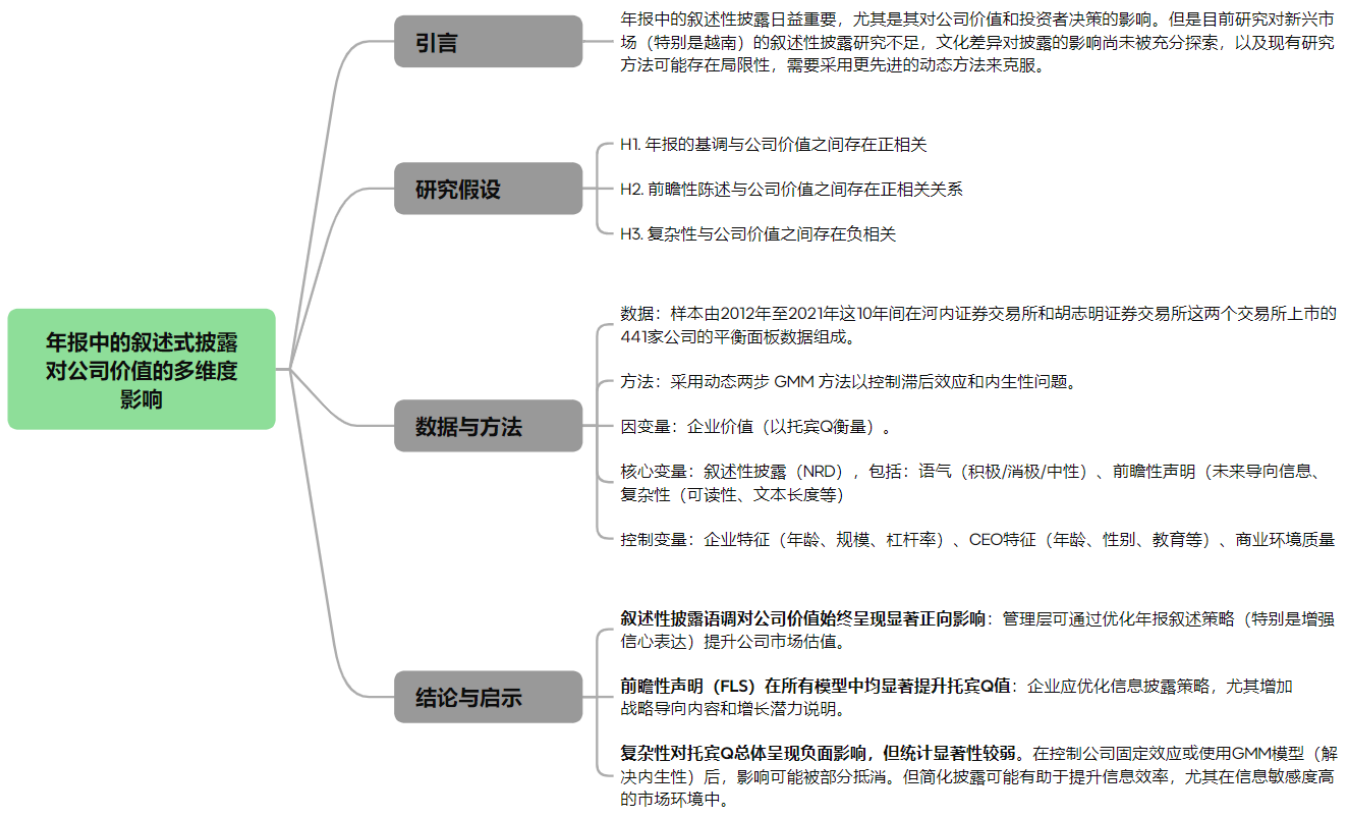 年报中的叙述式披露
对公司价值的多维度
影响
引言
年报中的叙述性披露日益重要，尤其是其对公司价值和投资者决策的影响。但是目前研究对新兴市
场（特别是越南）的叙述性披露研究不足，文化差异对披露的影响尚未被充分探索，以及现有研究
方法可能存在局限性，需要采用更先进的动态方法来克服。
研究假设
H1. 年报的基调与公司价值之间存在正相关
H2. 前瞻性陈述与公司价值之间存在正相关关系
H3. 复杂性与公司价值之间存在负相关
数据与方法
数据：样本由2012年至2021年这10年间在河内证券交易所和胡志明证券交易所这两个交易所上市的
441家公司的平衡面板数据组成。
方法：采用动态两步 GMM 方法以控制滞后效应和内生性问题。
因变量：企业价值（以托宾Q衡量）。
核心变量：叙述性披露（NRD），包括：语气（积极/消极/中性）、前瞻性声明（未来导向信息、
复杂性（可读性、文本长度等）
控制变量：企业特征（年龄、规模、杠杆率）、CEO特征（年龄、性别、教育等）、商业环境质量
结论与启示
叙述性披露语调对公司价值始终呈现显著正向影响：管理层可通过优化年报叙述策略（特别是增强
信心表达）提升公司市场估值。
前瞻性声明（FLS）在所有模型中均显著提升托宾Q值：企业应优化信息披露策略，尤其增加
战略导向内容和增长潜力说明。
复杂性对托宾Q总体呈现负面影响，但统计显著性较弱。在控制公司固定效应或使用GMM模型（解
决内生性）后，影响可能被部分抵消。但简化披露可能有助于提升信息效率，尤其在信息敏感度高
的市场环境中。